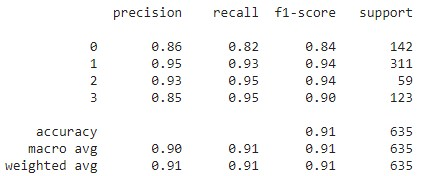 precision recall f1-score support
0 0.86 0.82 0.84 142
1 0.95 0.93 0.94 311
2 0.93 0.95 0.94 59
3 0.85 0.95 0.90 123
accuracy 0.91 635
macro avg 0.90 0.91 0.91 635
weighted avg 0.91 0.91 0.91 635